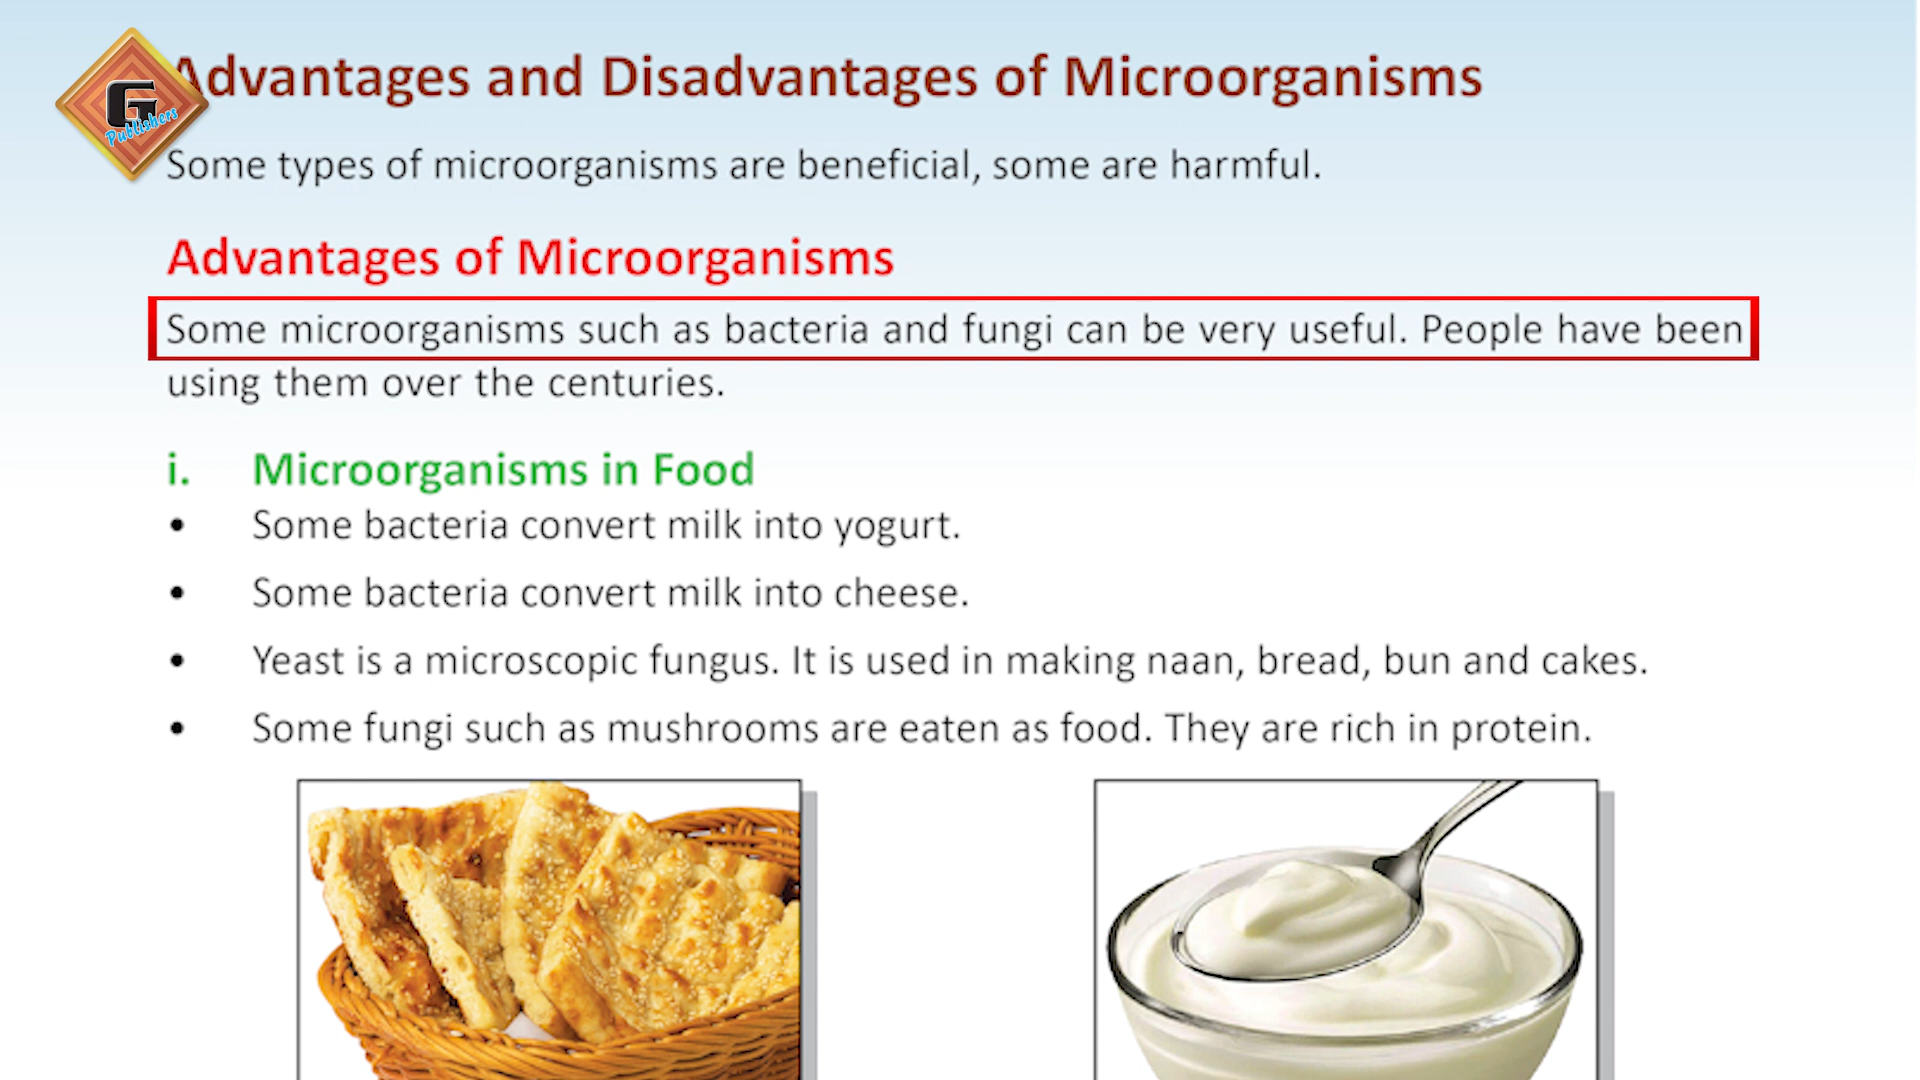 G
Publishers
Advantages and Disadvantages of Microorganisms
Some types of microorganisms are beneficial, some are harmful.
Advantages of Microorganisms
Some microorganisms such as bacteria and fungi can be very useful. People have been
using them over the centuries.
i. Microorganisms in Food
• Some bacteria convert milk into yogurt.
• Some bacteria convert milk into cheese.
• Yeast is a microscopic fungus. It is used in making naan, bread, bun and cakes.
• Some fungi such as mushrooms are eaten as food. They are rich in protein.